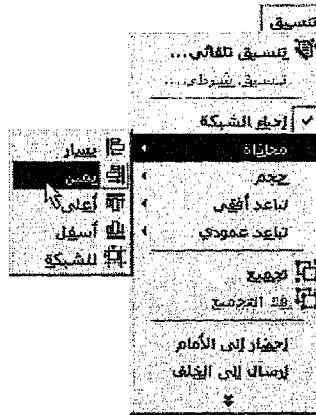 تنسيق
تنسيق تلقائي...
تنسيق شرطي...
إحياء الشبكة
محاذاة
حجم
تباعد أفقي
تباعد عمودي
تجميع
فك التجميع
إحضار إلى الأمام
إرسال إلى الخلف
يسار
يمين
أعلى
أسفل
للشبكة